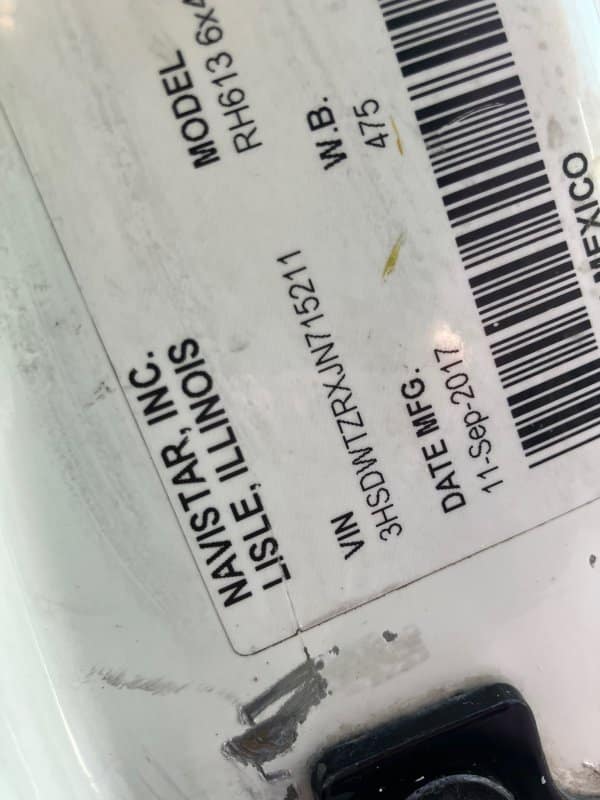 NAVISTAR, INC.
LISLE, ILLINOIS
MODEL
RH613 6x4
VIN
3HSDWTZRXJN715211
W.B.
475
DATE MFG.
11-Sep-2017
MEXICO